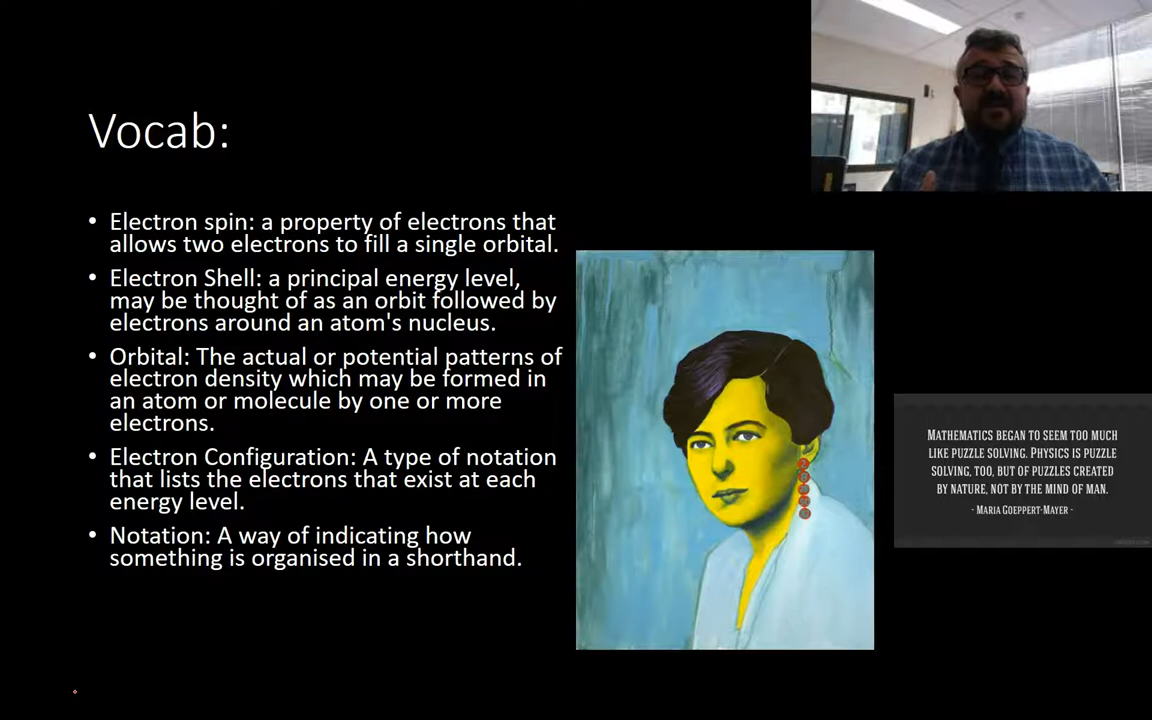 Vocab:
• Electron spin: a property of electrons that
allows two electrons to fill a single orbital.
• Electron Shell: a principal energy level,
may be thought of as an orbit followed by
electrons around an atom's nucleus.
• Orbital: The actual or potential patterns of
electron density which may be formed in
an atom or molecule by one or more
electrons.
• Electron Configuration: A type of notation
that lists the electrons that exist at each
energy level.
• Notation: A way of indicating how
something is organised in a shorthand.
MATHEMATICS BEGAN TO SEEM TOO MUCH
LIKE PUZZLE SOLVING. PHYSICS IS PUZZLE
SOLVING, TOO, BUT OF PUZZLES CREATED
BY NATURE, NOT BY THE MIND OF MAN.
- MARIA GOEPPERT-MAYER -